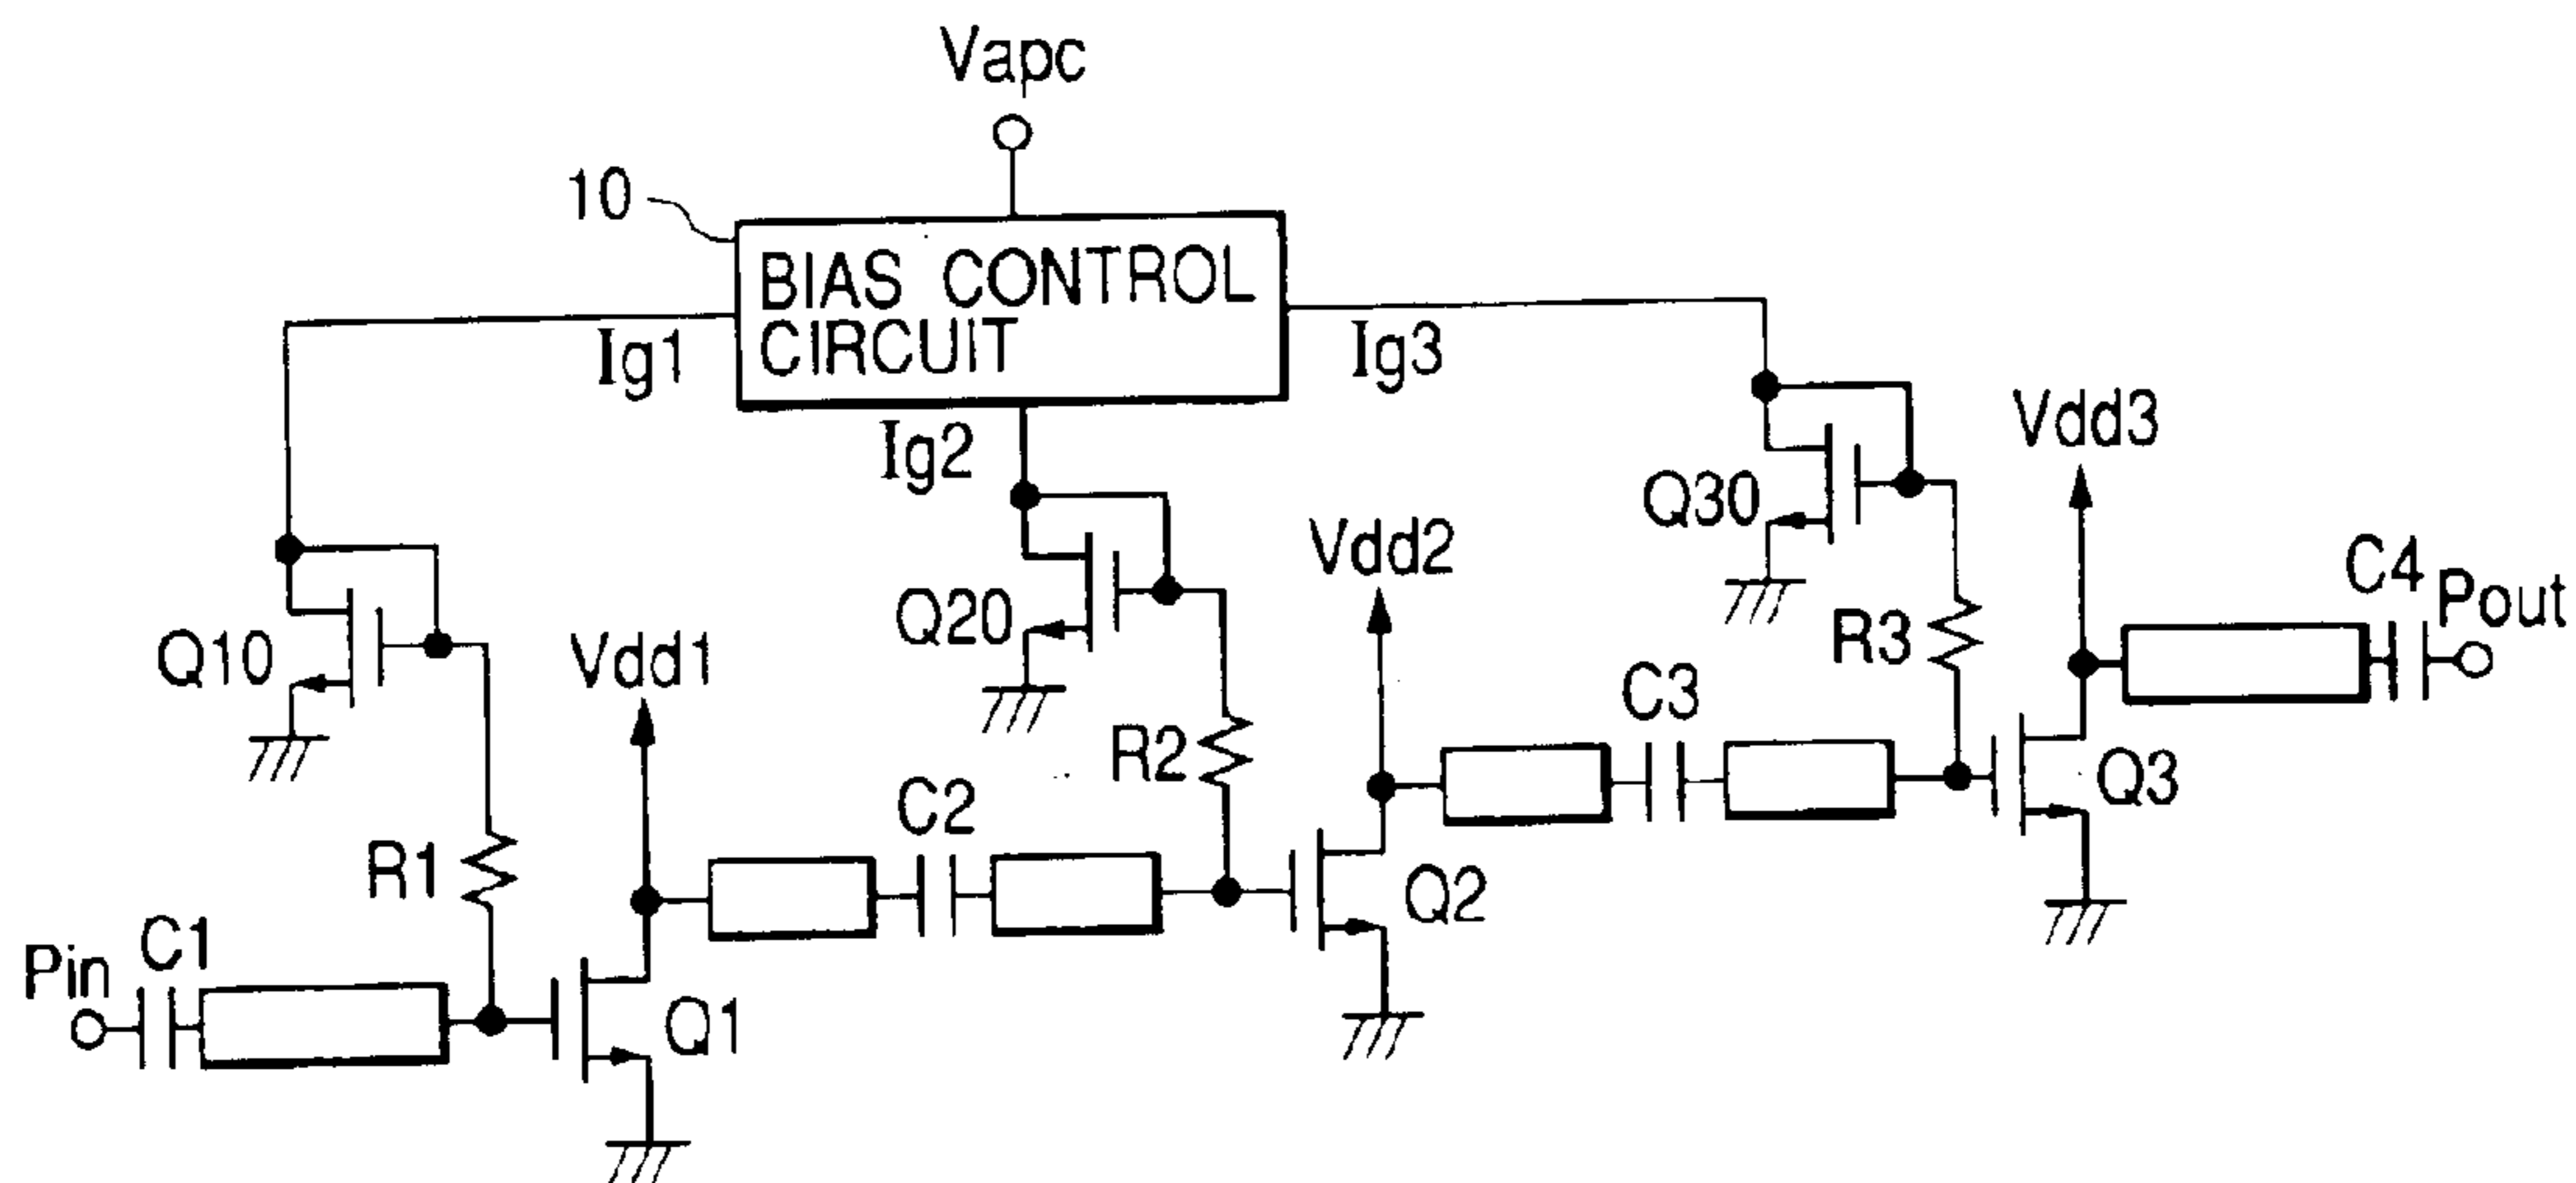 Vapc
10
BIAS CONTROL
CIRCUIT
Ig1
Ig3
Ig2
Vdd3
Q30
Vdd2
C4
Pout
Q10
Q20
Vdd1
R3
C3
R2
Q3
C2
R1
Q2
C1
Pin
Q1